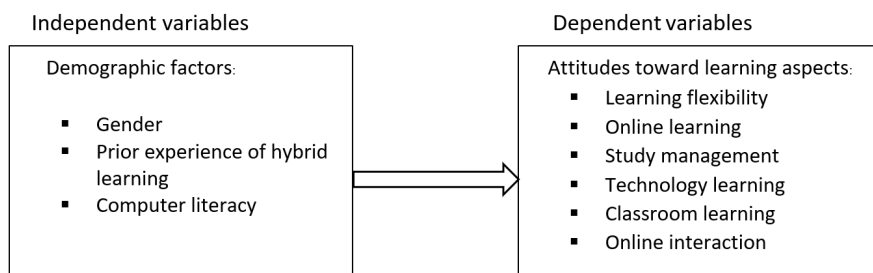 Independent variables
Demographic factors:
▪ Gender
▪ Prior experience of hybrid
learning
▪ Computer literacy
Dependent variables
Attitudes toward learning aspects:
▪ Learning flexibility
▪ Online learning
▪ Study management
▪ Technology learning
▪ Classroom learning
▪ Online interaction